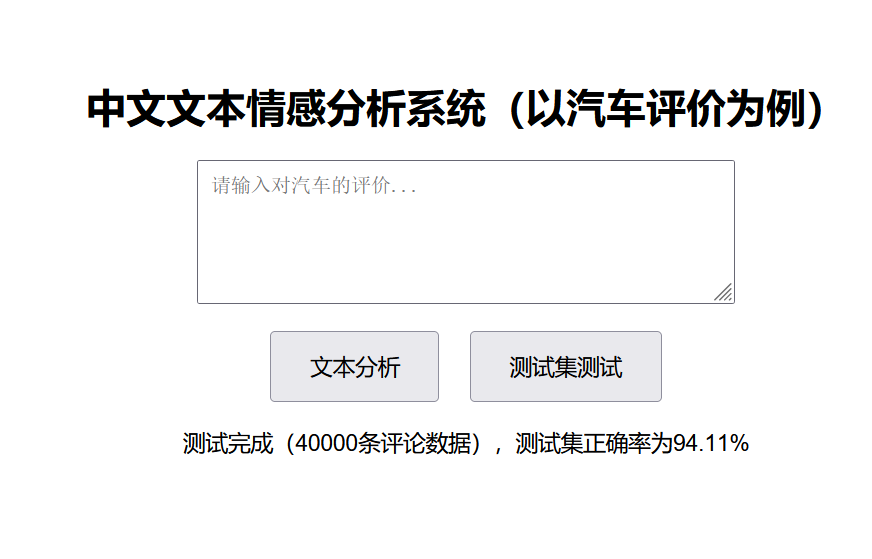 中文文本情感分析系统（以汽车评价为例）
请输入对汽车的评价...
文本分析
测试集测试
测试完成（40000条评论数据），测试集正确率为94.11%